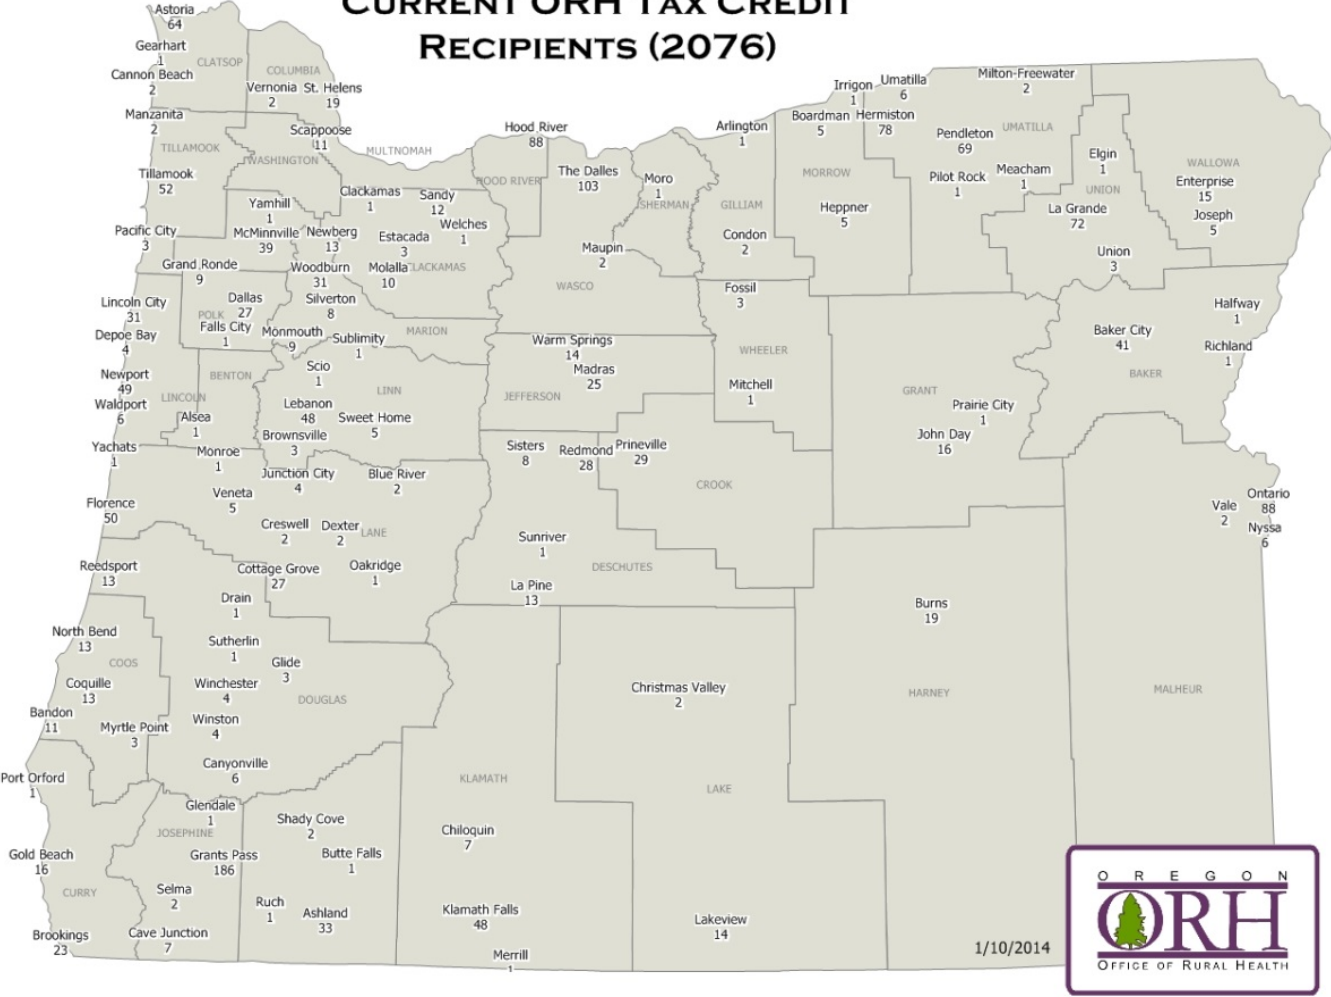 CURRENT ORH TAX CREDIT
RECIPIENTS (2076)
Astoria
64
Gearhart
1
Cannon Beach
2
CLATSOP
COLUMBIA
Vernonia
2
St. Helens
19
Manzanita
2
Scappoose
11
TILLAMOOK
WASHINGTON
MULTNOMAH
Tillamook
52
Hood River
88
HOOD RIVER
The Dalles
103
Moro
1
SHERMAN
Arlington
1
GILLIAM
Condon
2
Irrigon
1
Umatilla
6
Milton-Freewater
2
Boardman
5
Hermiston
78
MORROW
Heppner
5
Pendleton
69
UMATILLA
Pilot Rock
1
Meacham
1
Elgin
1
UNION
La Grande
72
Union
3
WALLOWA
Enterprise
15
Joseph
5
Clackamas
1
Sandy
12
Welches
1
Estacada
3
Molalla
10
CLACKAMAS
Yamhill
1
McMinnville
39
Newberg
13
Pacific City
3
Grand Ronde
9
Woodburn
31
Silverton
8
Maupin
2
WASCO
Fossil
3
WHEELER
Mitchell
1
Lincoln City
31
Depoe Bay
4
POLK
Dallas
27
Falls City
1
Monmouth
9
Sublimity
1
MARION
Warm Springs
14
Madras
25
JEFFERSON
Halfway
1
Baker City
41
Richland
1
BAKER
Newport
49
Waldport
6
LINCOLN
BENTON
Alsea
1
Scio
1
LINN
Lebanon
48
Sweet Home
5
Brownsville
3
GRANT
Prairie City
1
John Day
16
Yachats
1
Monroe
1
Junction City
4
Blue River
2
Sisters
8
Redmond
28
Prineville
29
CROOK
Florence
50
Veneta
5
Creswell
2
Dexter
2
LANE
Sunriver
1
DESCHUTES
La Pine
13
Vale
2
Ontario
88
Nyssa
6
Reedsport
13
Cottage Grove
27
Oakridge
1
Drain
1
Burns
19
North Bend
13
COOS
Sutherlin
1
Glide
3
Coquille
13
Winchester
4
DOUGLAS
Bandon
11
Myrtle Point
3
Winston
4
Christmas Valley
2
HARNEY
MALHEUR
Canyonville
6
Port Orford
1
KLAMATH
LAKE
Glendale
1
JOSEPHINE
Shady Cove
2
Chiloquin
7
Gold Beach
16
Grants Pass
186
Butte Falls
1
CURRY
Selma
2
Ruch
1
Ashland
33
Klamath Falls
48
Lakeview
14
Brookings
23
Cave Junction
7
Merrill
1
1/10/2014
OREGON
ORH
OFFICE OF RURAL HEALTH